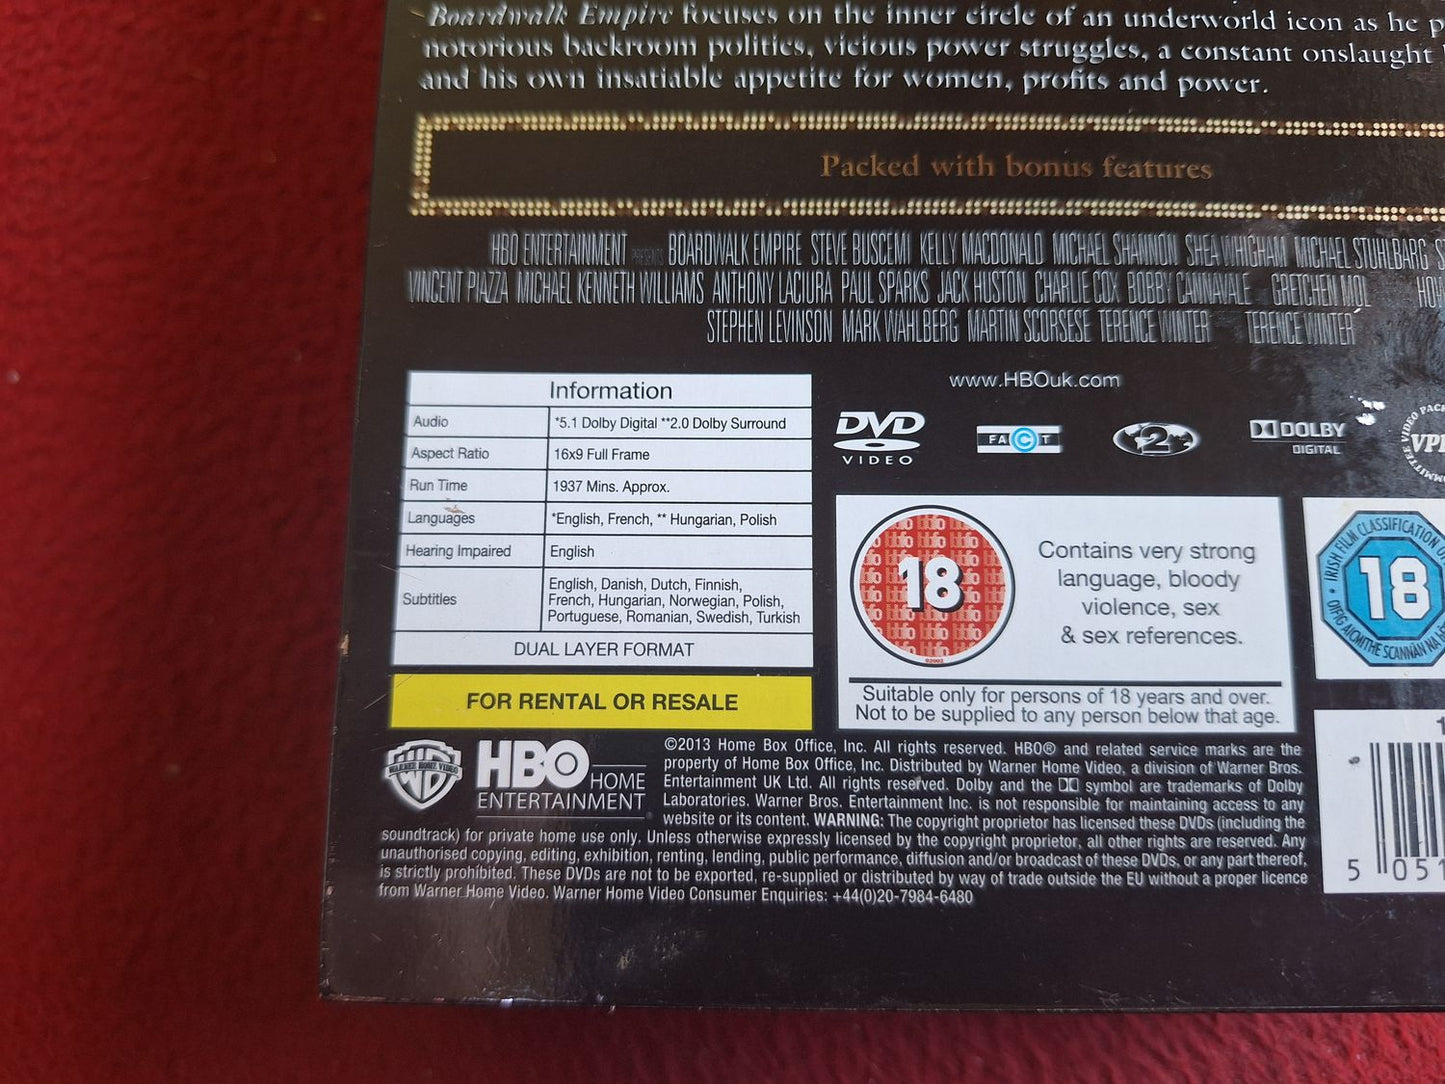 Boardwalk Empire focuses on the inner circle of an underworld icon as he
notorious backroom politics, vicious power struggles, a constant onslaught
and his own insatiable appetite for women, profits and power.
Packed with bonus features
HBO ENTERTAINMENT PRESENTS BOARDWALK EMPIRE STEVE BUSCEMI KELLY MACDONALD MICHAEL SHANNON SHEA WHIGHAM MICHAEL STUHLBARG
VINCENT PIAZZA MICHAEL KENNETH WILLIAMS ANTHONY LACIURA PAUL SPARKS JACK HUSTON CHARLIE COX BOBBY CANNAVALE GRETCHEN MOL
STEPHEN LEVINSON MARK WAHLBERG MARTIN SCORSESE TERENCE WINTER TERENCE WINTER
www.HBOuk.com
Information
Audio *5.1 Dolby Digital **2.0 Dolby Surround
Aspect Ratio 16x9 Full Frame
Run Time 1937 Mins. Approx.
Languages *English, French, ** Hungarian, Polish
Hearing Impaired English
Subtitles English, Danish, Dutch, Finnish,
French, Hungarian, Norwegian, Polish,
Portuguese, Romanian, Swedish, Turkish
DUAL LAYER FORMAT
FOR RENTAL OR RESALE
DVD
VIDEO
FACT
2
DOLBY
DIGITAL
VIDEO
18
Contains very strong
language, bloody
violence, sex
& sex references.
Suitable only for persons of 18 years and over.
Not to be supplied to any person below that age.
IRISH FILM CLASSIFICATION
18
OIFIG AICMITHE SCANNÁN NA
WARNER HOME VIDEO
HBO HOME
ENTERTAINMENT
©2013 Home Box Office, Inc. All rights reserved. HBO® and related service marks are the
property of Home Box Office, Inc. Distributed by Warner Home Video, a division of Warner Bros.
Entertainment UK Ltd. All rights reserved. Dolby and the symbol are trademarks of Dolby
Laboratories. Warner Bros. Entertainment Inc. is not responsible for maintaining access to any
website or its content. WARNING: The copyright proprietor has licensed these DVDs (including the
soundtrack) for private home use only. Unless otherwise expressly licensed by the copyright proprietor, all other rights are reserved. Any
unauthorised copying, editing, exhibition, renting, lending, public performance, diffusion and/or broadcast of these DVDs, or any part thereof,
is strictly prohibited. These DVDs are not to be exported, re-supplied or distributed by way of trade outside the EU without a proper licence
from Warner Home Video. Warner Home Video Consumer Enquiries: +44(0)20-7984-6480
5 051